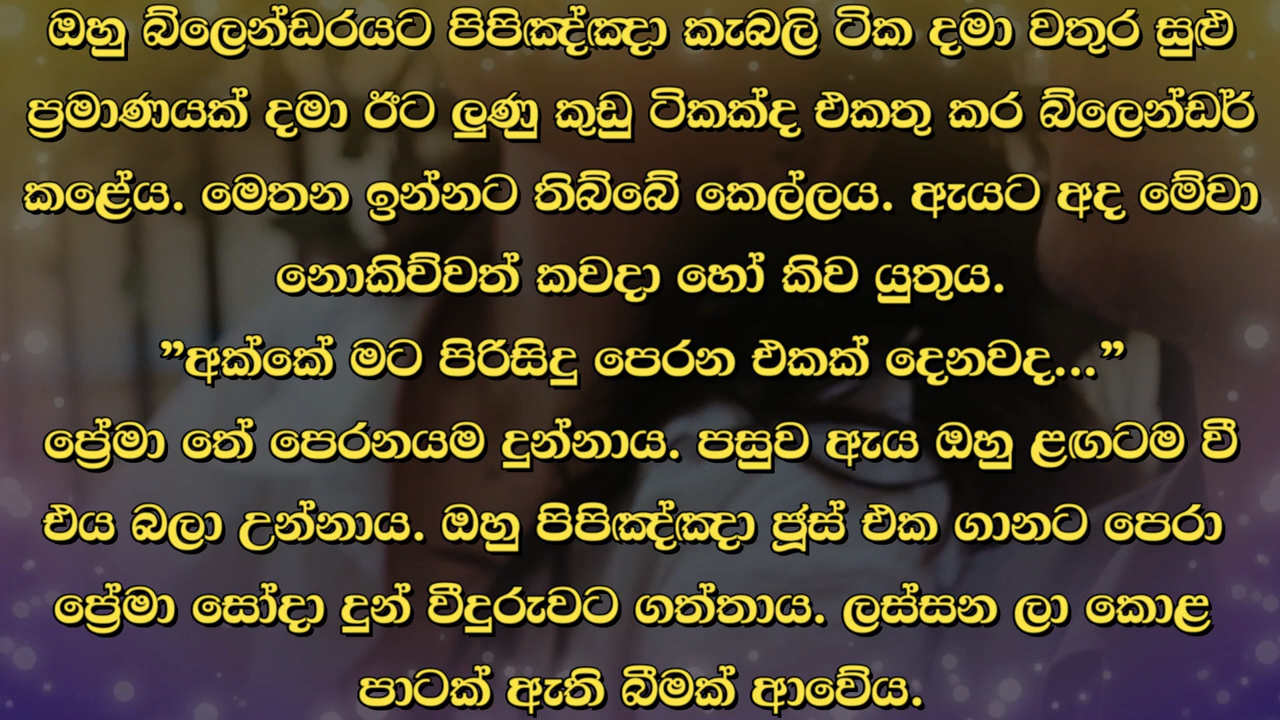 ඔහු බ්ලෙන්ඩරයට පිපිඤ්ඤා කැබලි ටික දමා වතුර සුළු
ප්‍රමාණයක් දමා ඊට ලුණු කුඩු ටිකක්ද එකතු කර බ්ලෙන්ඩර්
කළේය. මෙතන ඉන්නට තිබ්බේ කෙල්ලය. ඇයට අද මේවා
නොකිව්වත් කවදා හෝ කිව යුතුය.
”අක්කේ මට පිරිසිදු පෙරන එකක් දෙනවද...”
ප්‍රේමා තේ පෙරනයම දුන්නාය. පසුව ඇය ඔහු ළඟටම වී
එය බලා උන්නාය. ඔහු පිපිඤ්ඤා ජූස් එක ගානට පෙරා
ප්‍රේමා සෝදා දුන් වීදුරුවට ගත්තාය. ලස්සන ලා කොළ
පාටක් ඇති බීමක් ආවේය.